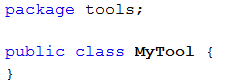 package tools;
public class MyTool {
}